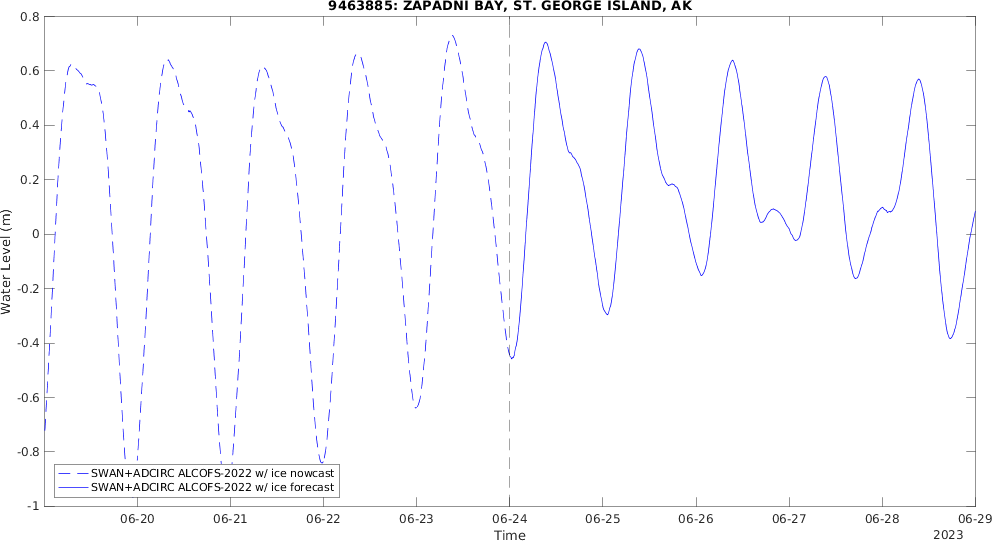 9463885: ZAPADNI BAY, ST. GEORGE ISLAND, AK
0.8
0.6
0.4
0.2
0
-0.2
-0.4
-0.6
-0.8
-1
Water Level (m)
SWAN+ADCIRC ALCOFS-2022 w/ ice nowcast
SWAN+ADCIRC ALCOFS-2022 w/ ice forecast
06-20 06-21 06-22 06-23 06-24 06-25 06-26 06-27 06-28 06-29
Time
2023